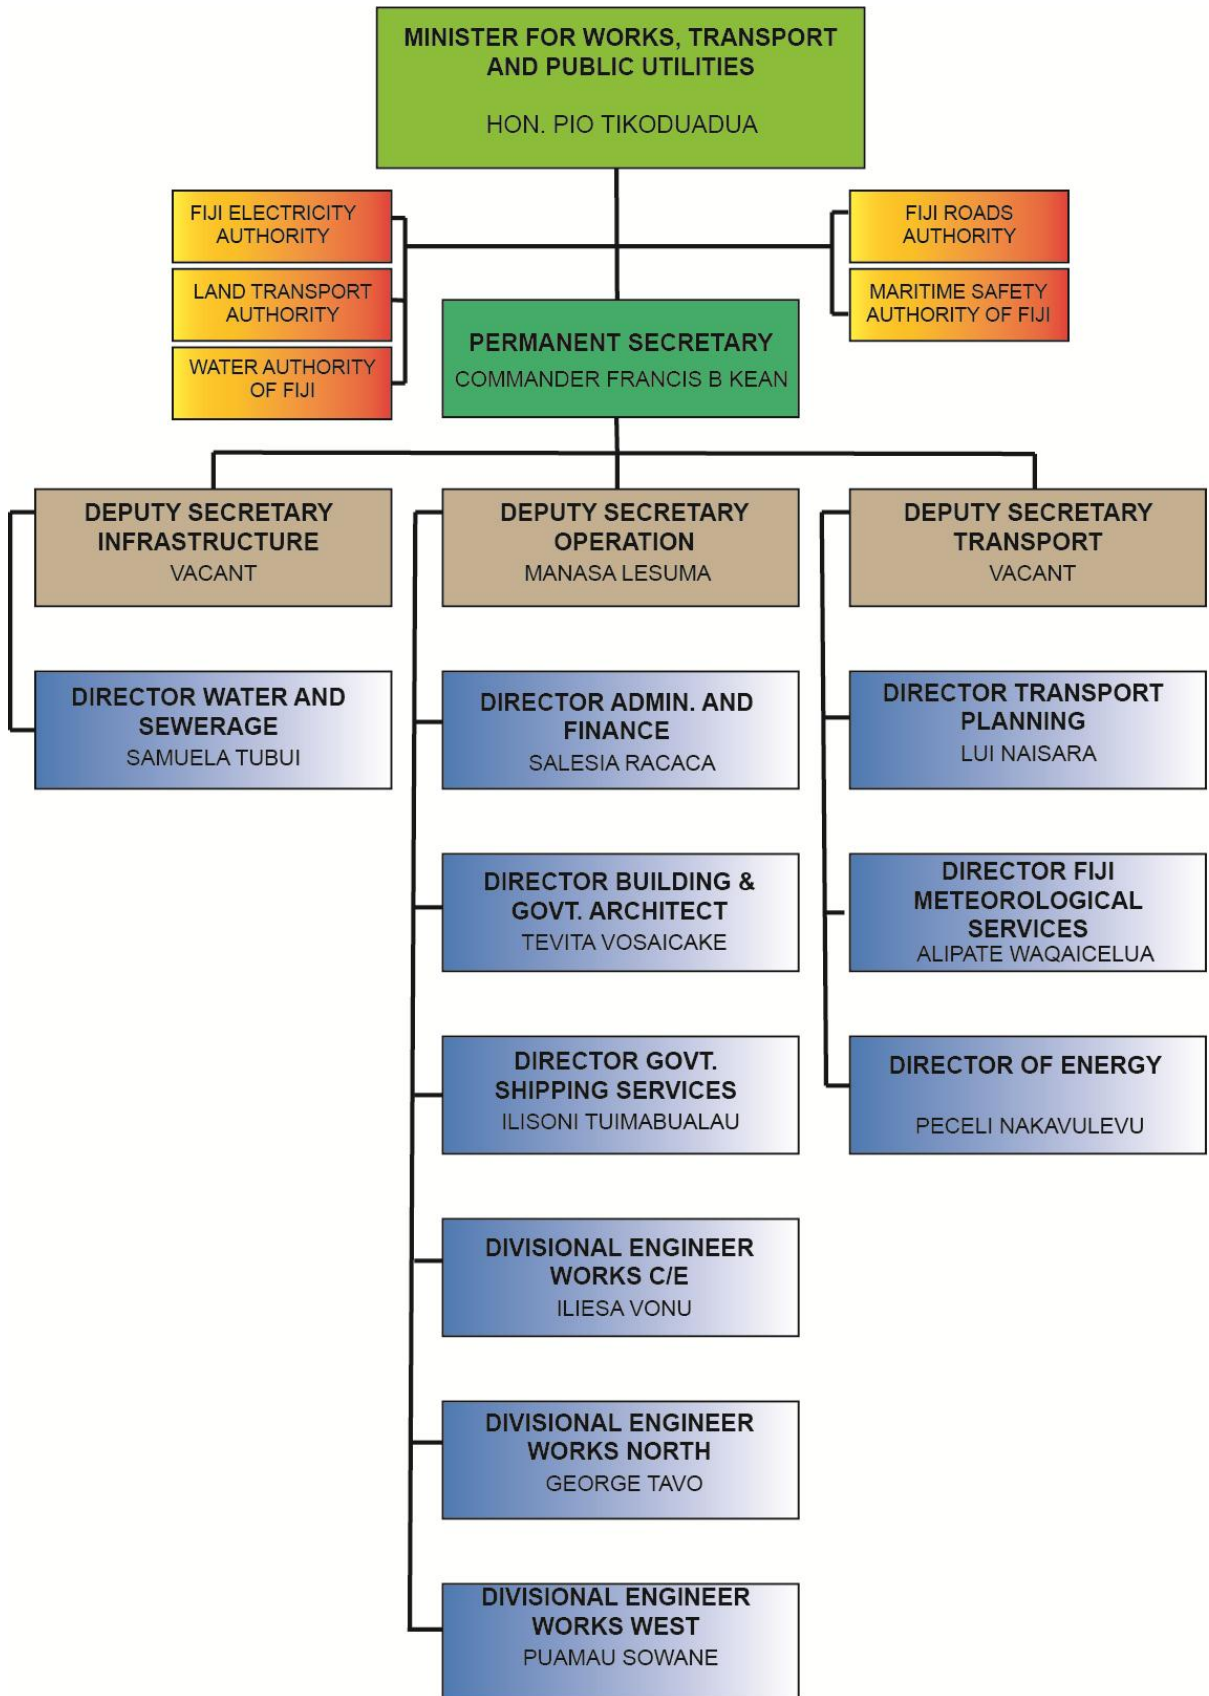 MINISTER FOR WORKS, TRANSPORT
AND PUBLIC UTILITIES
HON. PIO TIKODUADUA
FIJI ELECTRICITY
AUTHORITY
LAND TRANSPORT
AUTHORITY
WATER AUTHORITY
OF FIJI
FIJI ROADS
AUTHORITY
MARITIME SAFETY
AUTHORITY OF FIJI
PERMANENT SECRETARY
COMMANDER FRANCIS B KEAN
DEPUTY SECRETARY
INFRASTRUCTURE
VACANT
DIRECTOR WATER AND
SEWERAGE
SAMUELA TUBUI
DEPUTY SECRETARY
OPERATION
MANASA LESUMA
DIRECTOR ADMIN. AND
FINANCE
SALESIA RACACA
DIRECTOR BUILDING &
GOVT. ARCHITECT
TEVITA VOSAICAKE
DIRECTOR GOVT.
SHIPPING SERVICES
ILISONI TUIMABUALAU
DIVISIONAL ENGINEER
WORKS C/E
ILIESA VONU
DIVISIONAL ENGINEER
WORKS NORTH
GEORGE TAVO
DIVISIONAL ENGINEER
WORKS WEST
PUAMAU SOWANE
DEPUTY SECRETARY
TRANSPORT
VACANT
DIRECTOR TRANSPORT
PLANNING
LUI NAISARA
DIRECTOR FIJI
METEOROLOGICAL
SERVICES
ALIPATE WAQAICELUA
DIRECTOR OF ENERGY
PECELI NAKAVULEVU